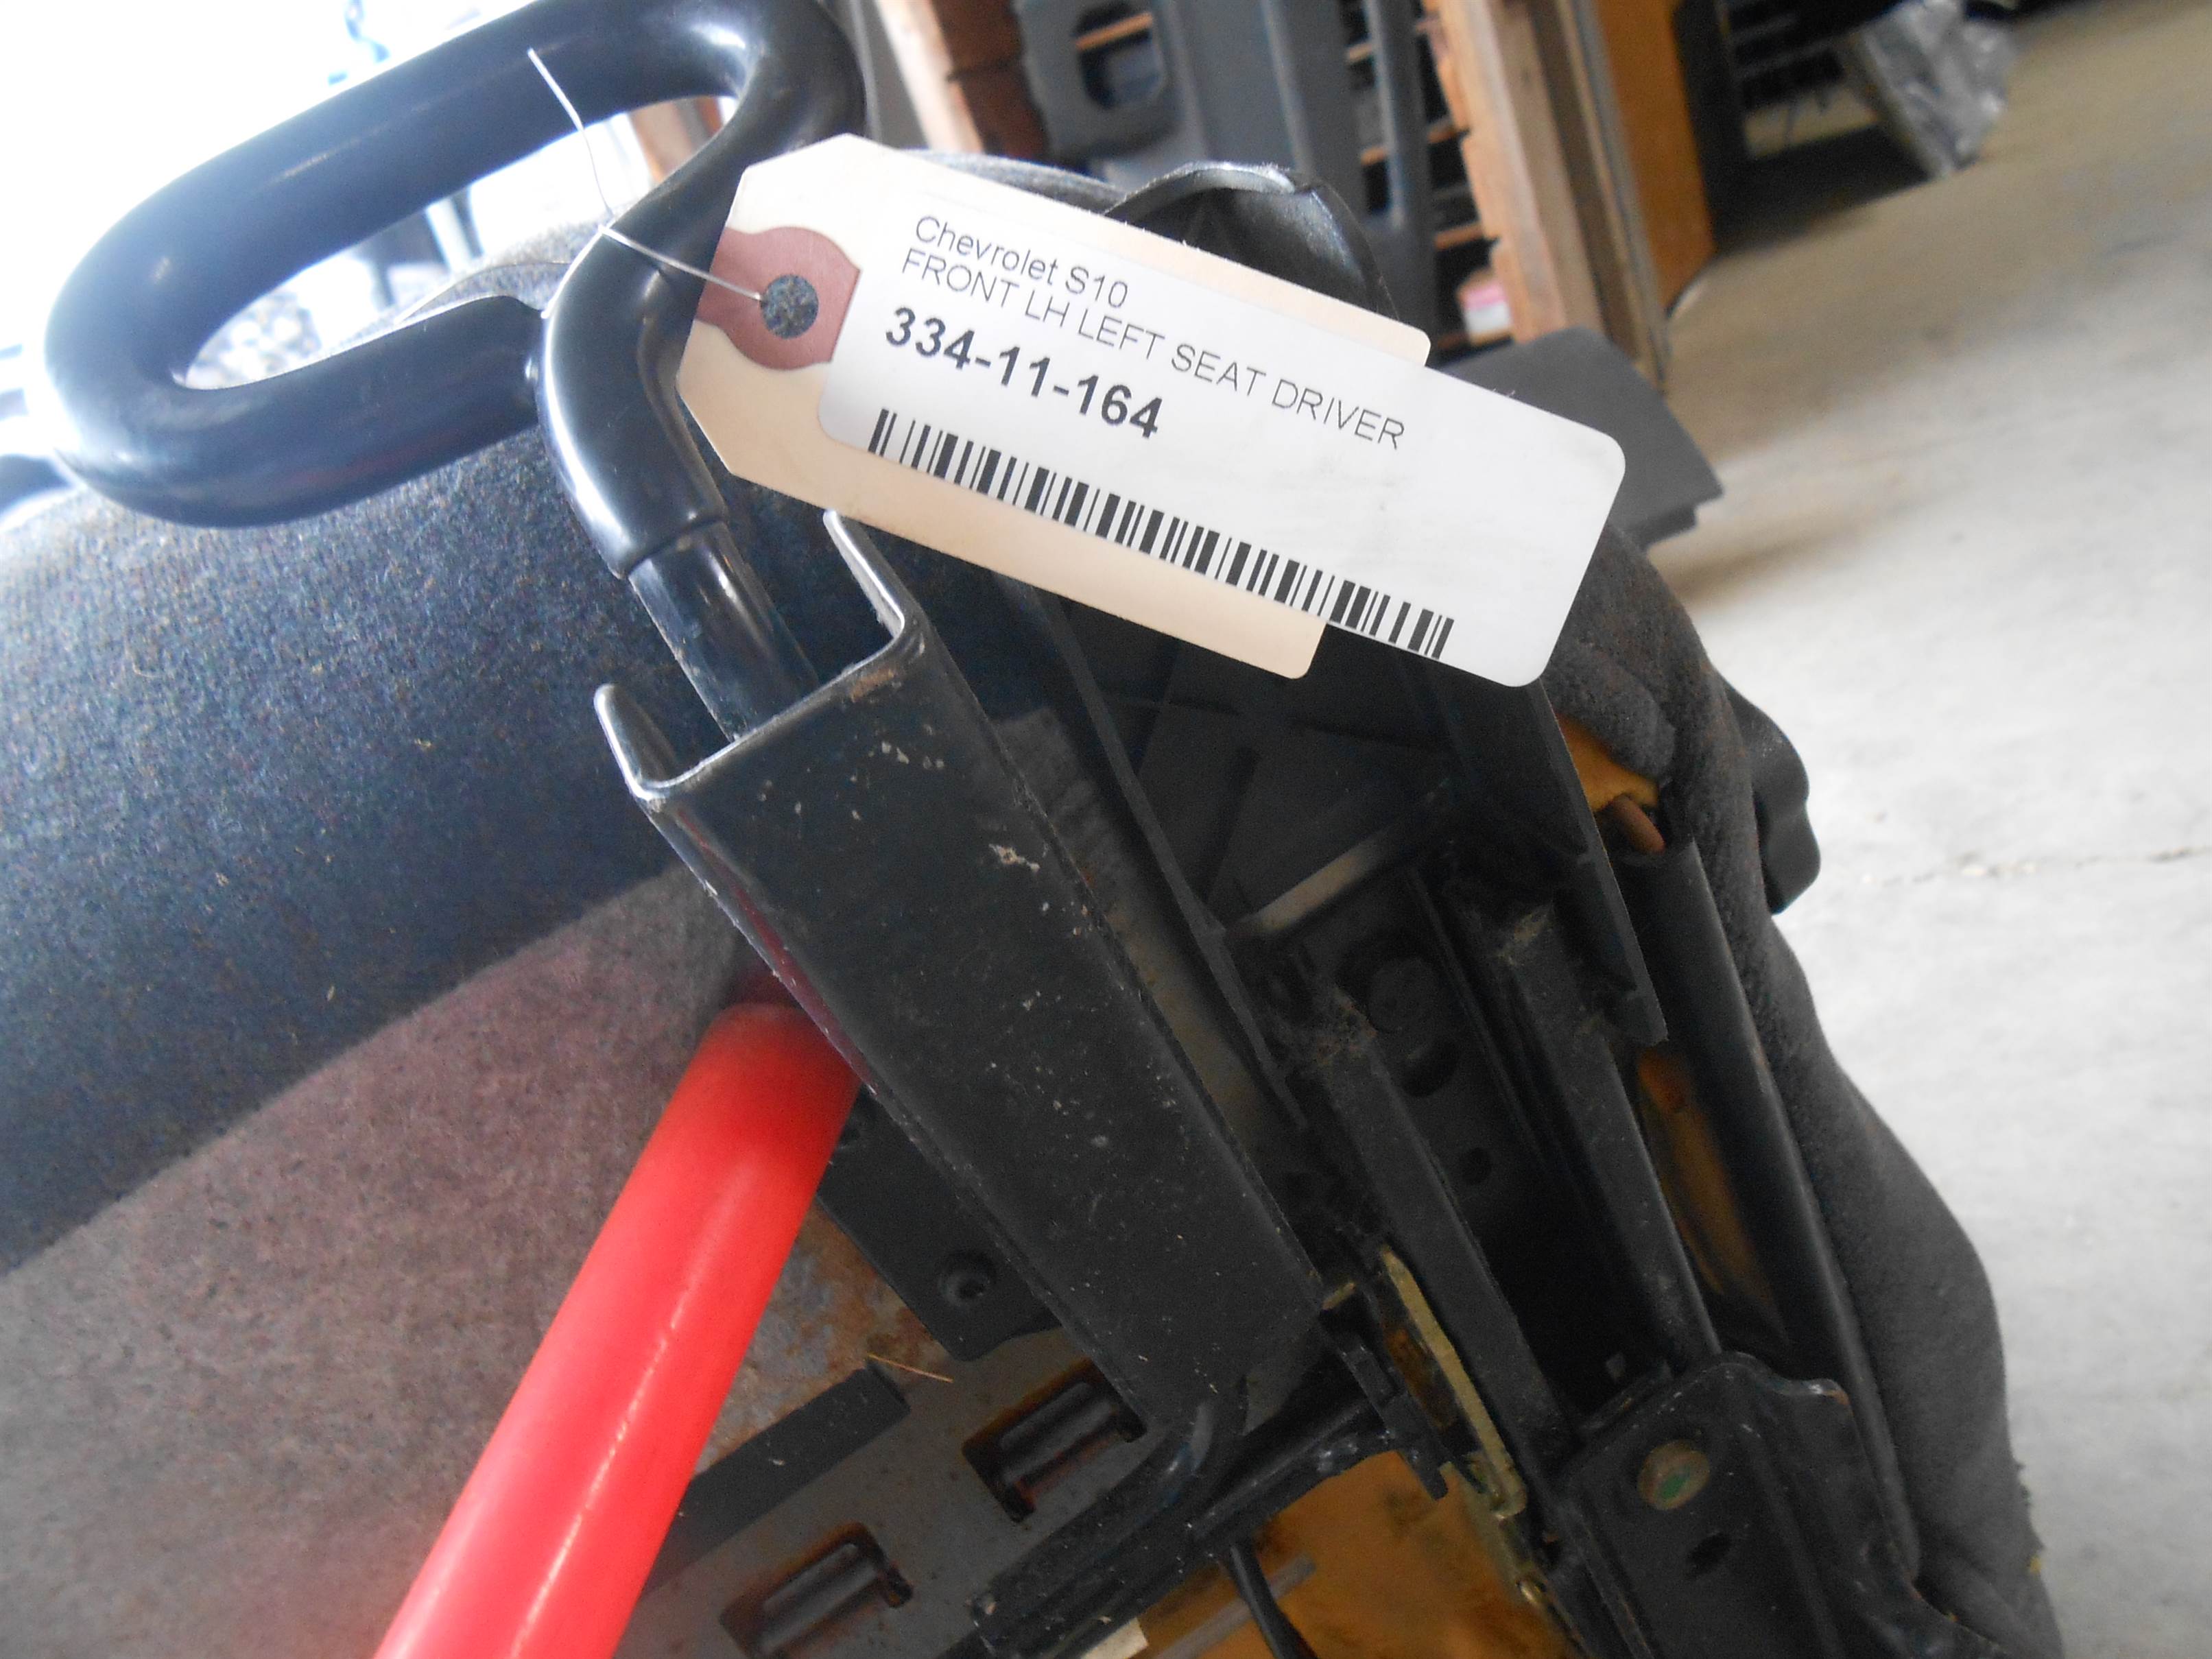 Chevrolet S10
FRONT LH LEFT SEAT DRIVER
334-11-164